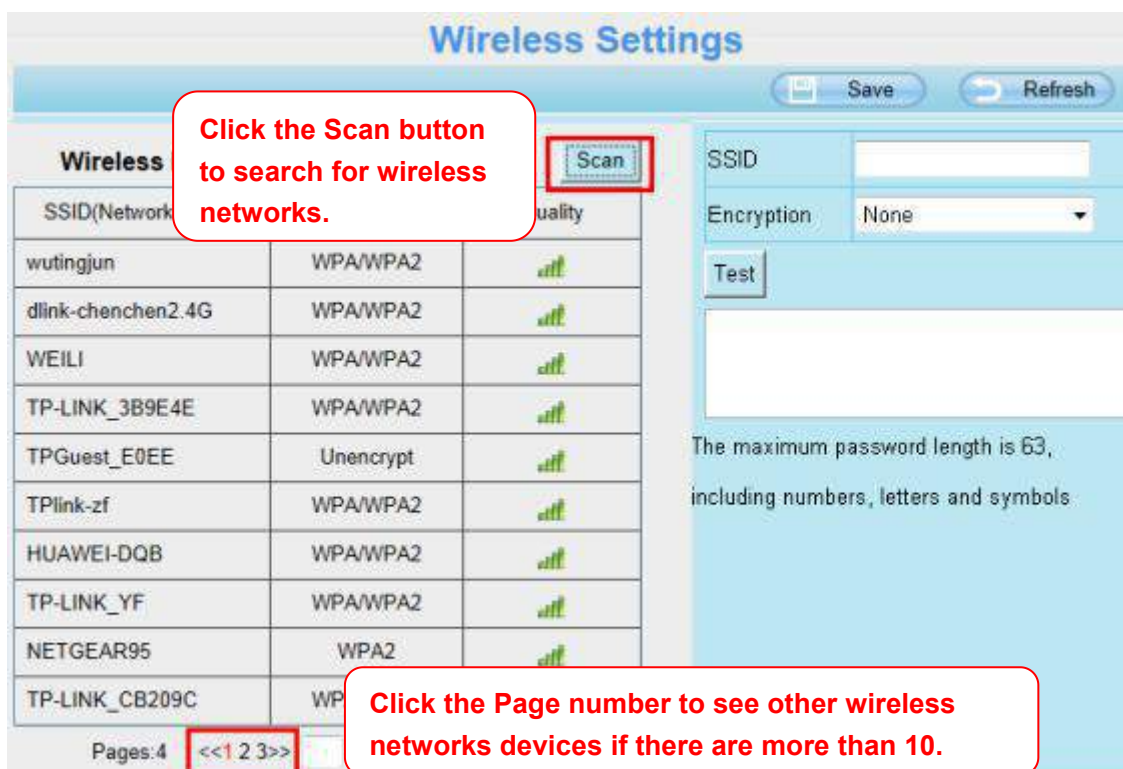 Wireless Settings
Save
Refresh
Click the Scan button
to search for wireless
networks.
Wireless
Scan
SSID(Network
uality
wutingjun WPA/WPA2
dlink-chenchen2.4G WPA/WPA2
WEILI WPA/WPA2
TP-LINK_3B9E4E WPA/WPA2
TPGuest_E0EE Unencrypt
TPlink-zf WPA/WPA2
HUAWEI-DQB WPA/WPA2
TP-LINK_YF WPA/WPA2
NETGEAR95 WPA2
TP-LINK_CB209C WP
Pages:4 <<1 2 3>>
Click the Page number to see other wireless
networks devices if there are more than 10.
SSID
Encryption None
Test
The maximum password length is 63,
including numbers, letters and symbols